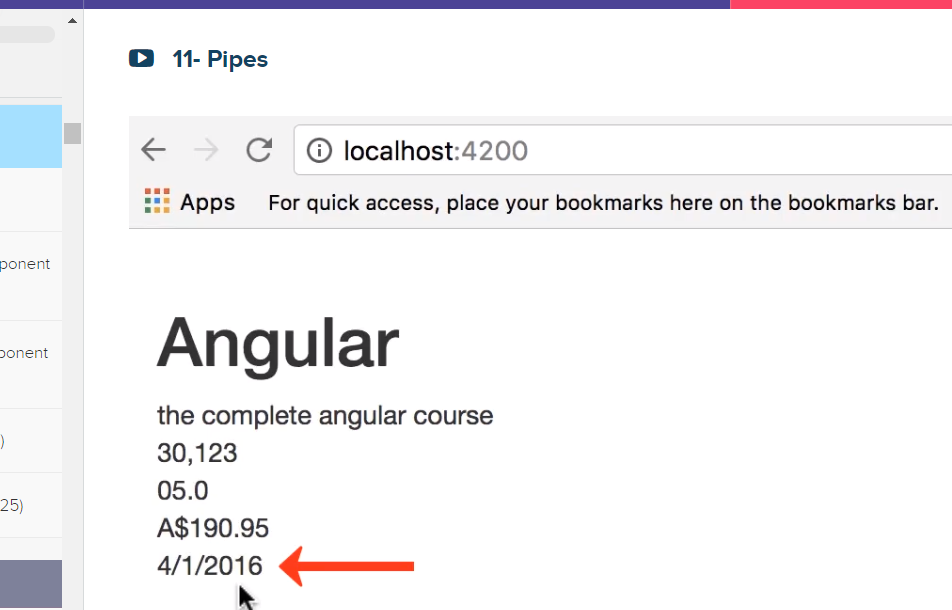 11- Pipes
localhost:4200
Apps For quick access, place your bookmarks here on the bookmarks bar.
ponent
Angular
ponent
the complete angular course
)
30,123
05.0
25)
A$190.95
4/1/2016